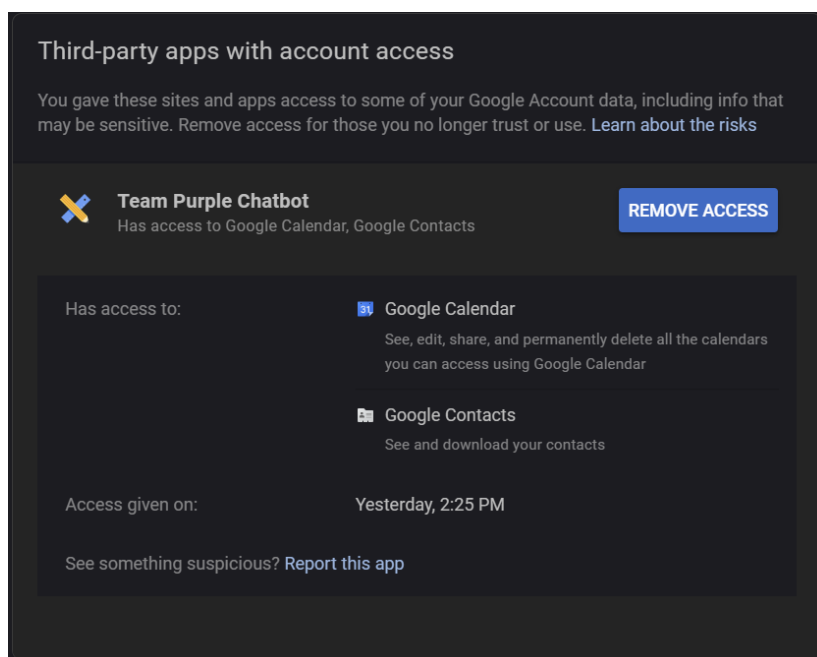 Third-party apps with account access
You gave these sites and apps access to some of your Google Account data, including info that
may be sensitive. Remove access for those you no longer trust or use. Learn about the risks
Team Purple Chatbot
Has access to Google Calendar, Google Contacts
REMOVE ACCESS
Has access to:
31
Google Calendar
See, edit, share, and permanently delete all the calendars
you can access using Google Calendar
Google Contacts
See and download your contacts
Access given on:
Yesterday, 2:25 PM
See something suspicious? Report this app